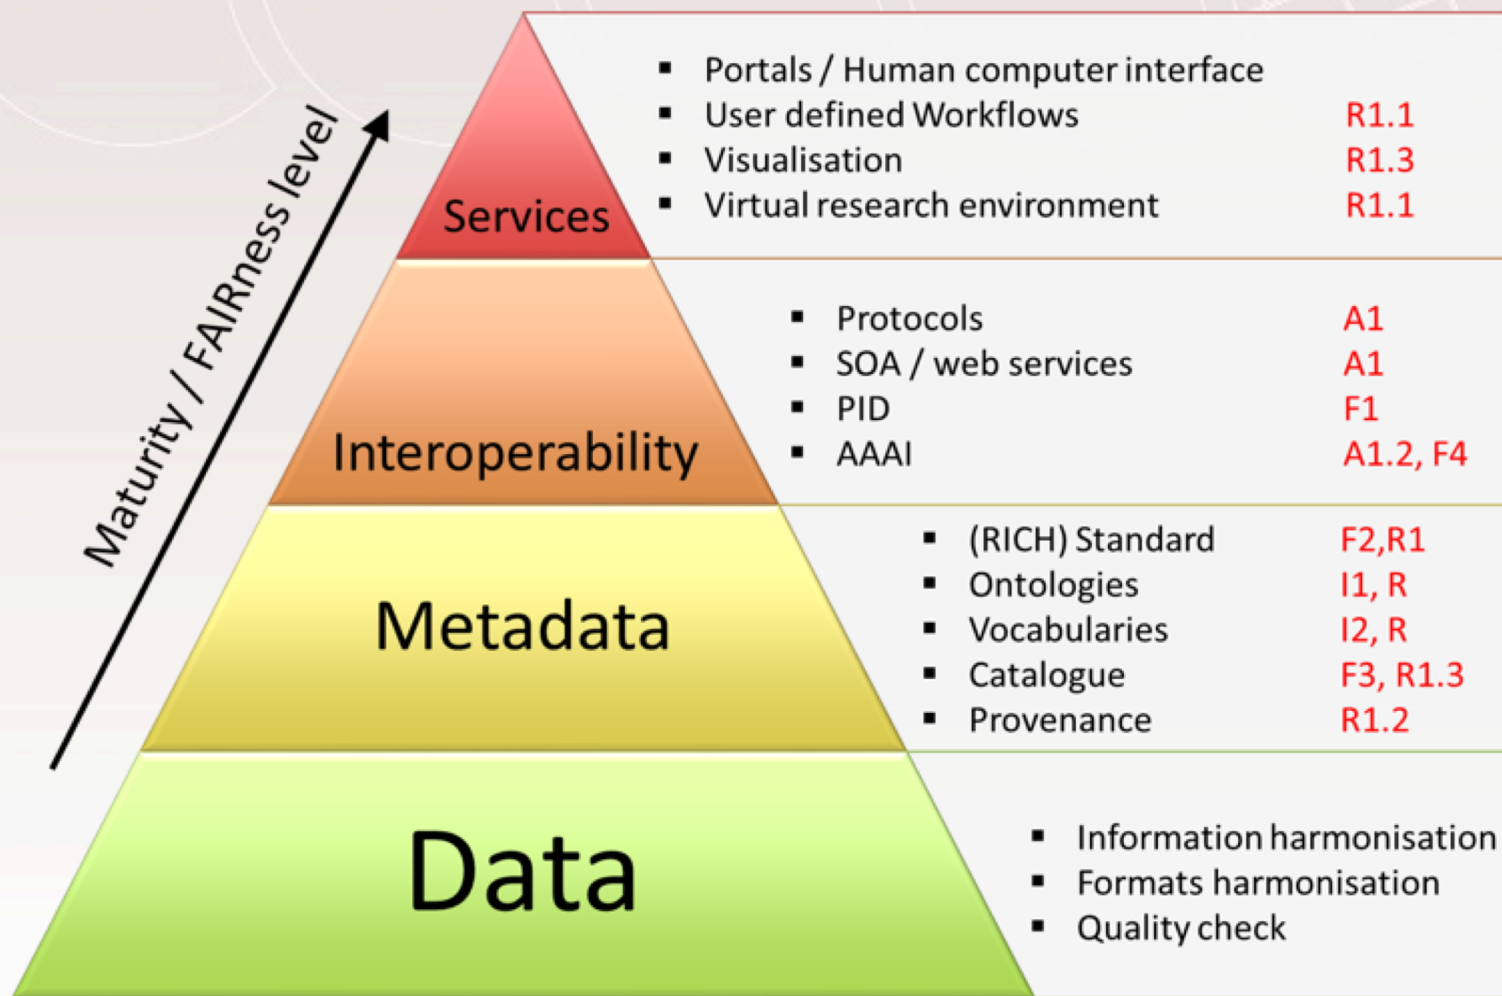 Maturity / FAIRness level
Services
▪ Portals / Human computer interface
▪ User defined Workflows R1.1
▪ Visualisation R1.3
▪ Virtual research environment R1.1
Interoperability
▪ Protocols A1
▪ SOA / web services A1
▪ PID F1
▪ AAAI A1.2, F4
Metadata
▪ (RICH) Standard F2,R1
▪ Ontologies I1, R
▪ Vocabularies I2, R
▪ Catalogue F3, R1.3
▪ Provenance R1.2
Data
▪ Information harmonisation
▪ Formats harmonisation
▪ Quality check